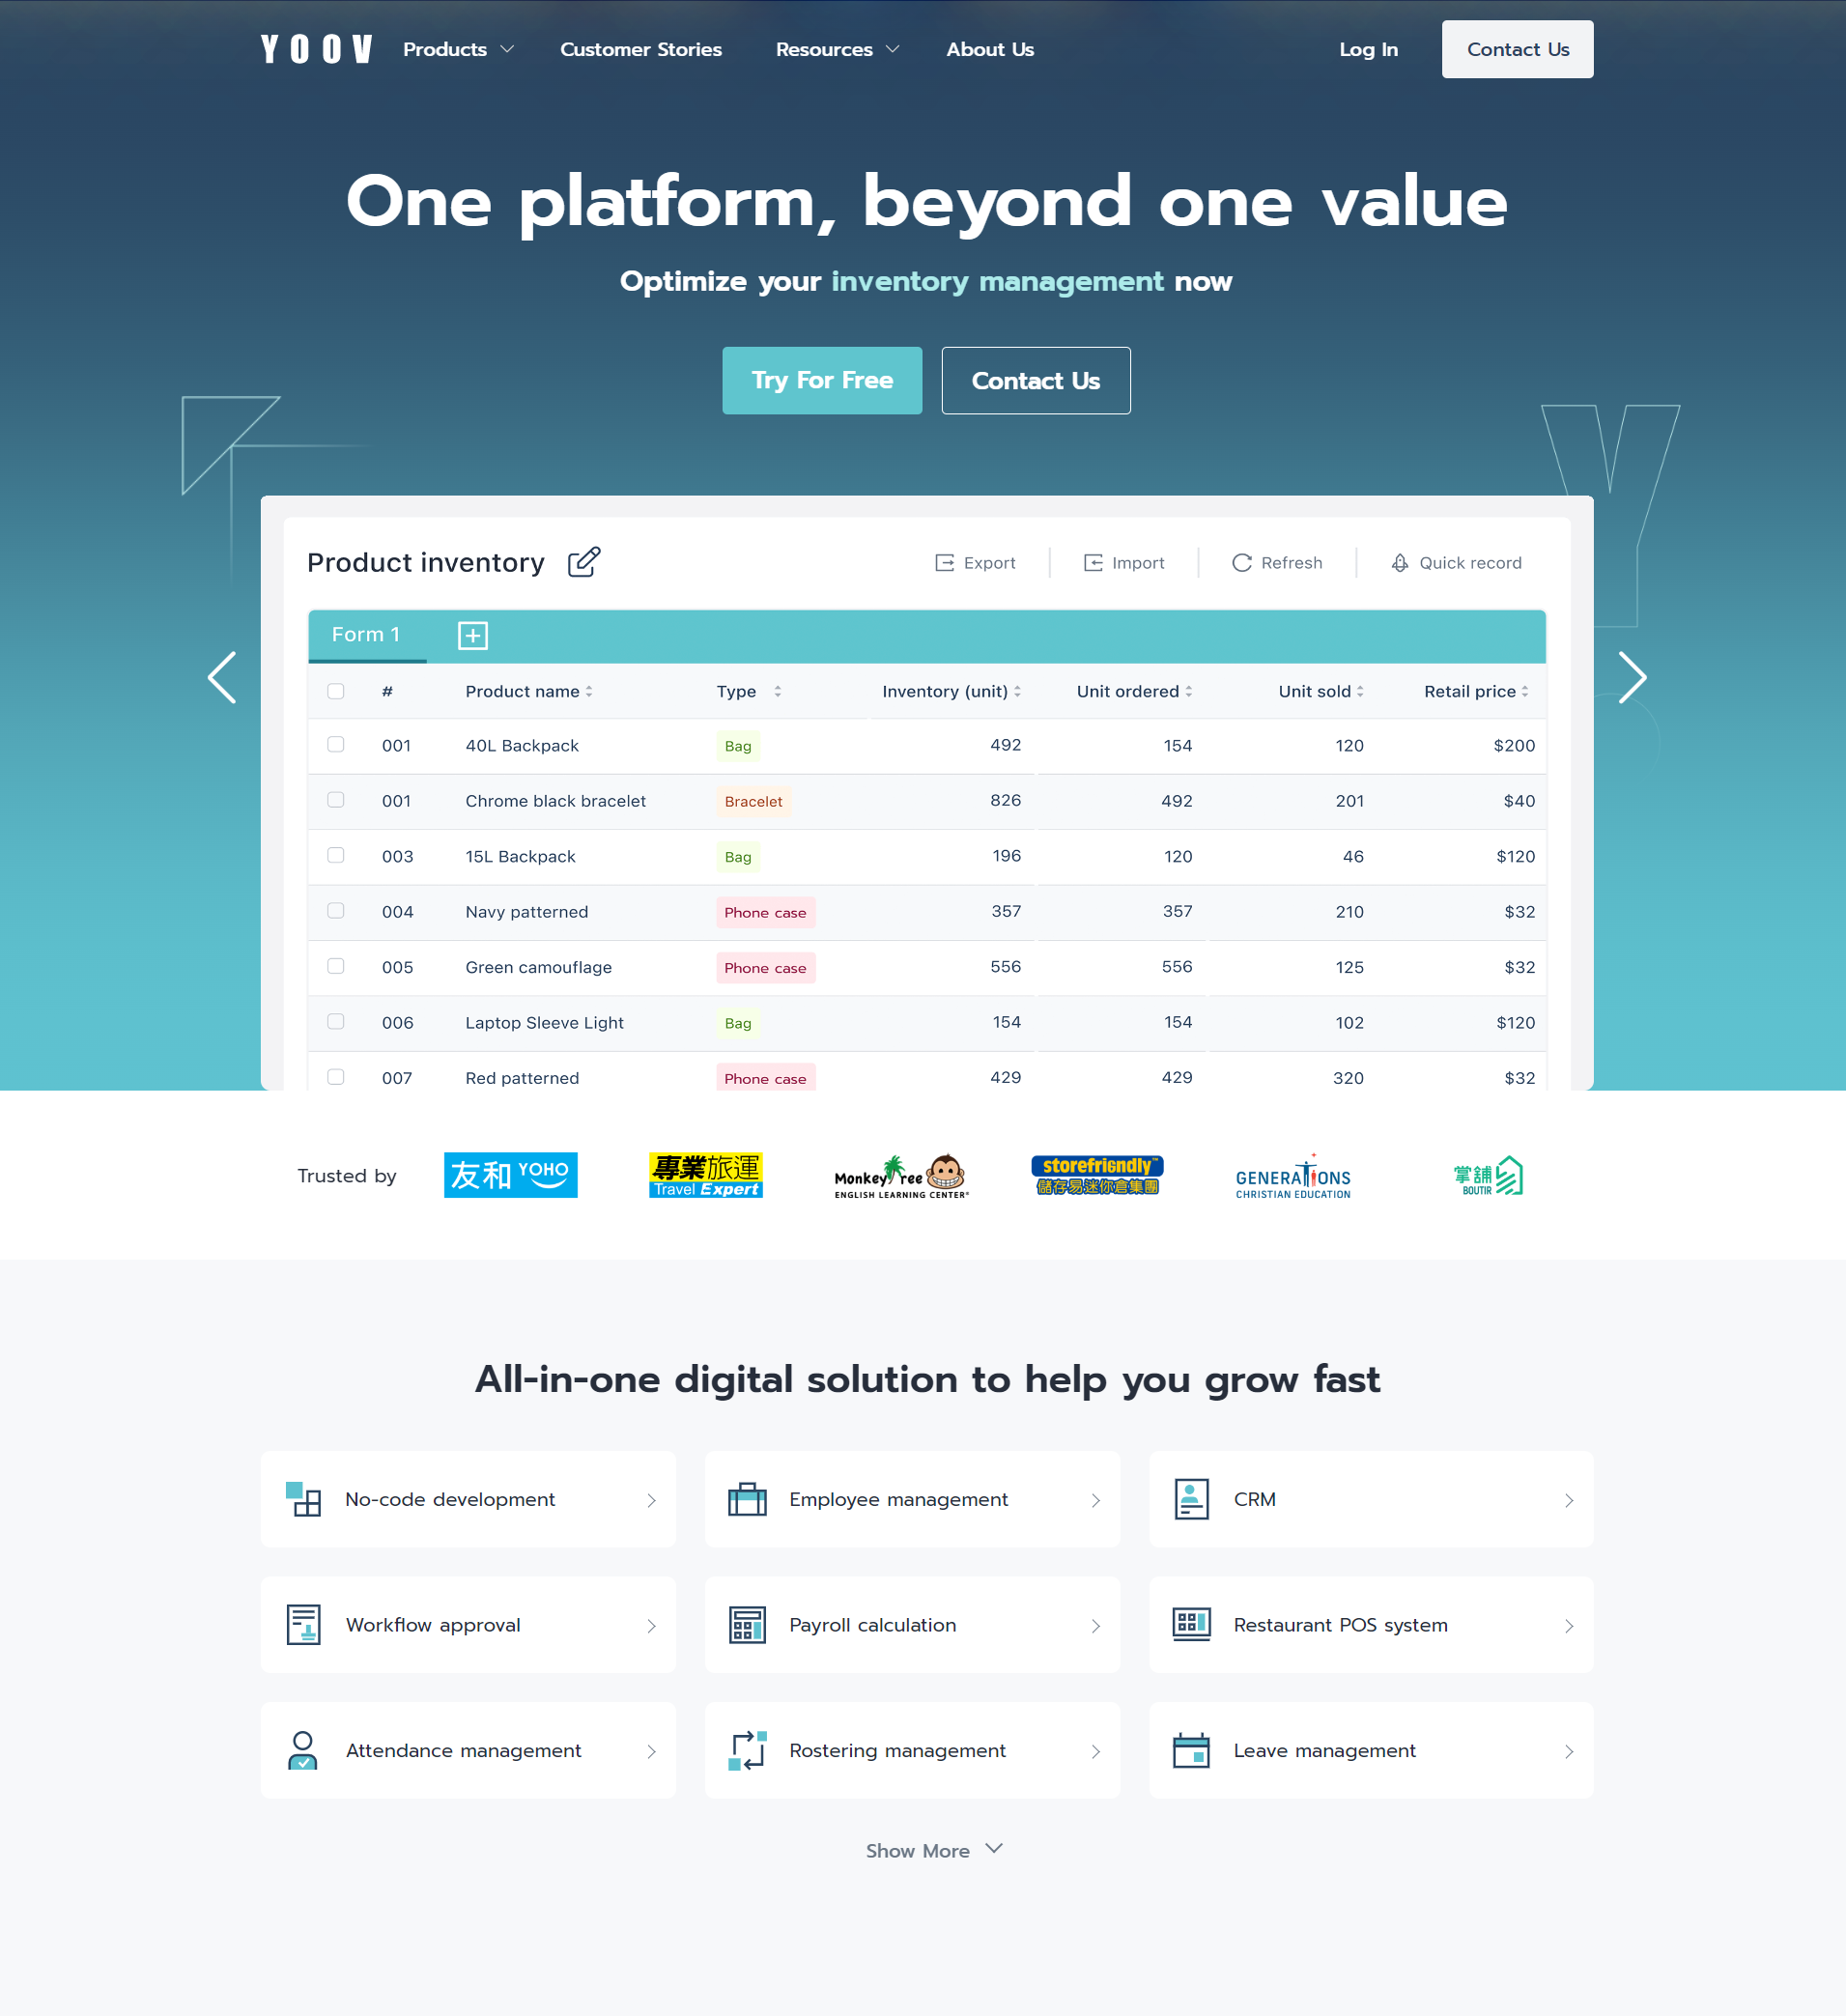 YOOV Products Customer Stories Resources About Us Log In Contact Us
One platform, beyond one value
Optimize your inventory management now
Try For Free Contact Us
Product inventory Export Import Refresh Quick record
Form 1
# Product name Type Inventory (unit) Unit ordered Unit sold Retail price
001 40L Backpack Bag 492 154 120 $200
001 Chrome black bracelet Bracelet 826 492 201 $40
003 15L Backpack Bag 196 120 46 $120
004 Navy patterned Phone case 357 357 210 $32
005 Green camouflage Phone case 556 556 125 $32
006 Laptop Sleeve Light Bag 154 154 102 $120
007 Red patterned Phone case 429 429 320 $32
Trusted by
友和 YOHO
專業旅運
Travel Expert
Monkey Tree
ENGLISH LEARNING CENTER®
storefriendly™
儲存易迷你倉集團
GENERATIONS
CHRISTIAN EDUCATION
掌舖
BOUTIR
All-in-one digital solution to help you grow fast
No-code development Employee management CRM
Workflow approval Payroll calculation Restaurant POS system
Attendance management Rostering management Leave management
Show More